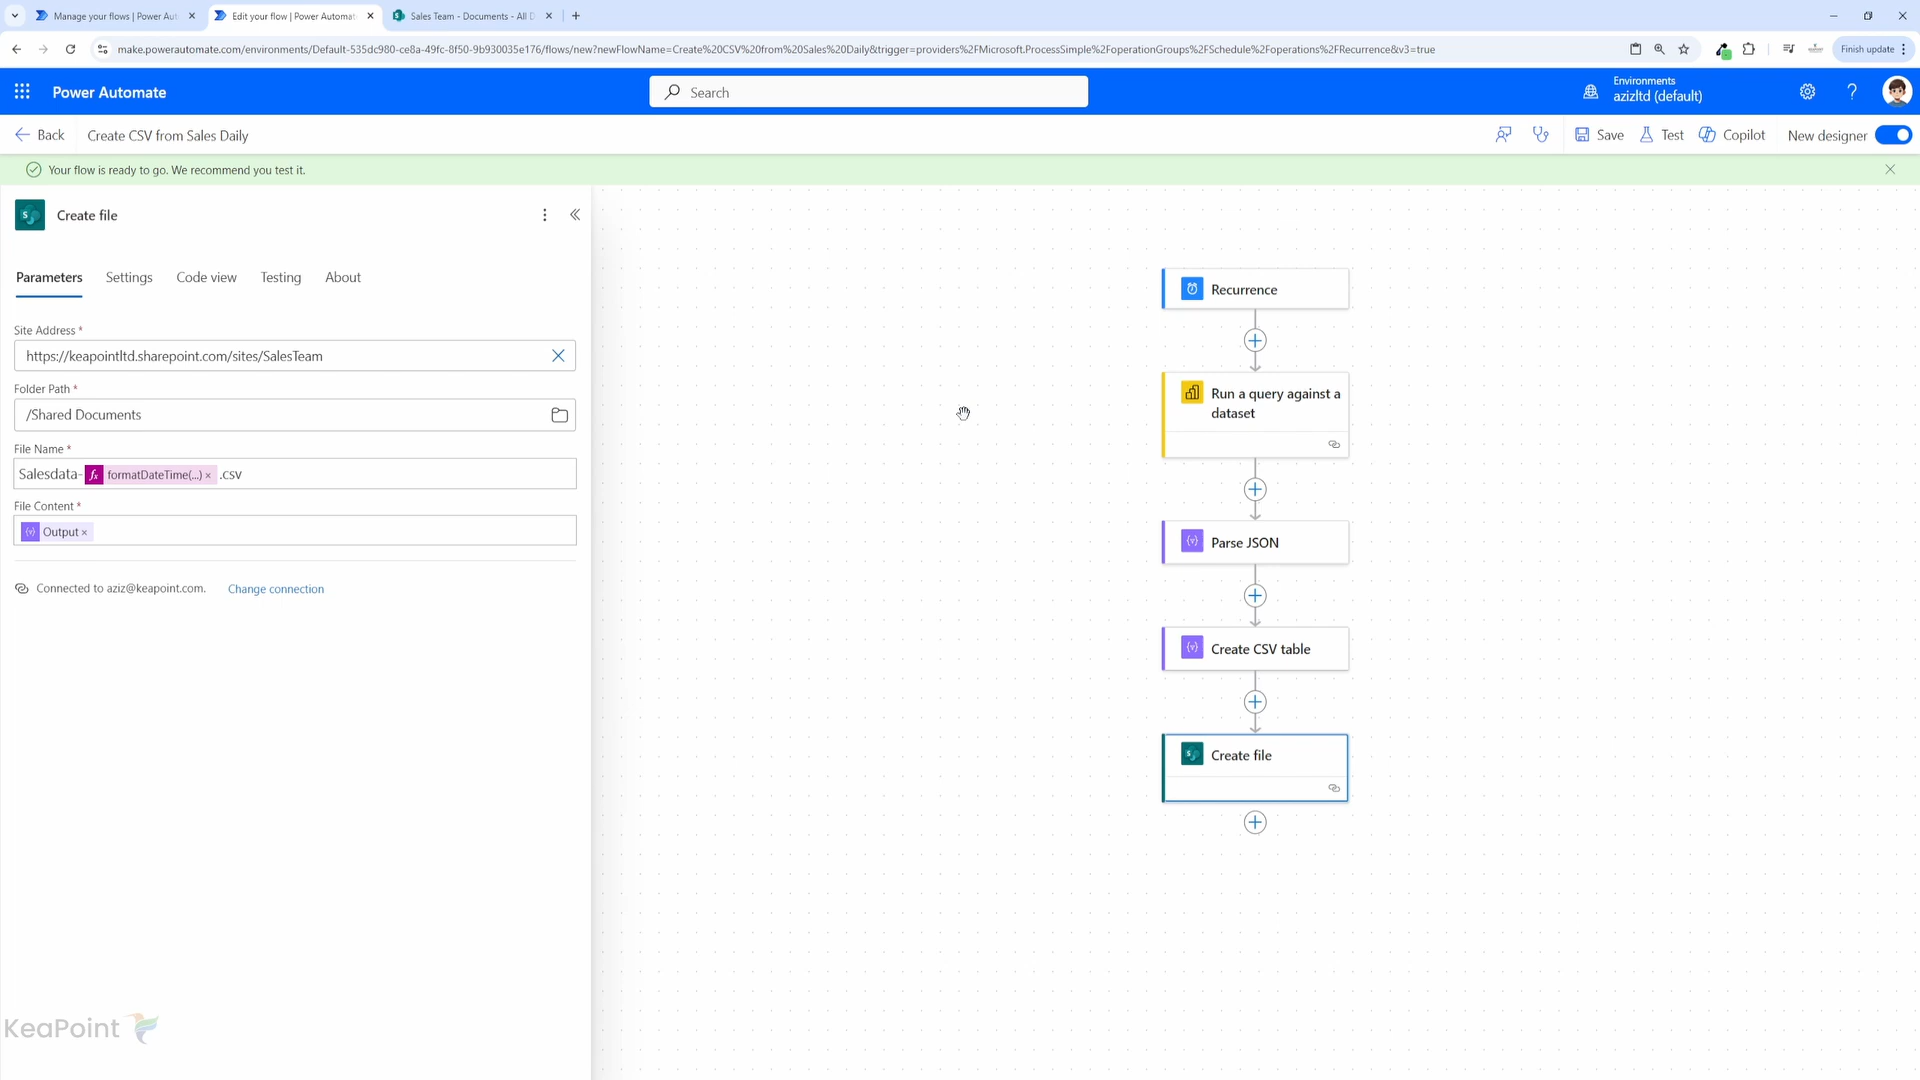 Manage your flows | Power Aut
Edit your flow | Power Automat
Sales Team - Documents - All D
make.powerautomate.com/environments/Default-535dc980-ce8a-49fc-8f50-9b930035e176/flows/new?newFlowName=Create%20CSV%20from%20Sales%20Daily&trigger=providers%2FMicrosoft.ProcessSimple%2FoperationGroups%2FSchedule%2Foperations%2FRecurrence&v3=true
Finish update
Power Automate
Search
Environments
azizltd (default)
Back
Create CSV from Sales Daily
Save
Test
Copilot
New designer
Your flow is ready to go. We recommend you test it.
Create file
Parameters
Settings
Code view
Testing
About
Site Address *
https://keapointltd.sharepoint.com/sites/SalesTeam
Folder Path *
/Shared Documents
File Name *
Salesdata- fx formatDateTime(...) × .csv
File Content *
Output ×
Connected to aziz@keapoint.com.
Change connection
Recurrence
Run a query against a
dataset
Parse JSON
Create CSV table
Create file
KeaPoint